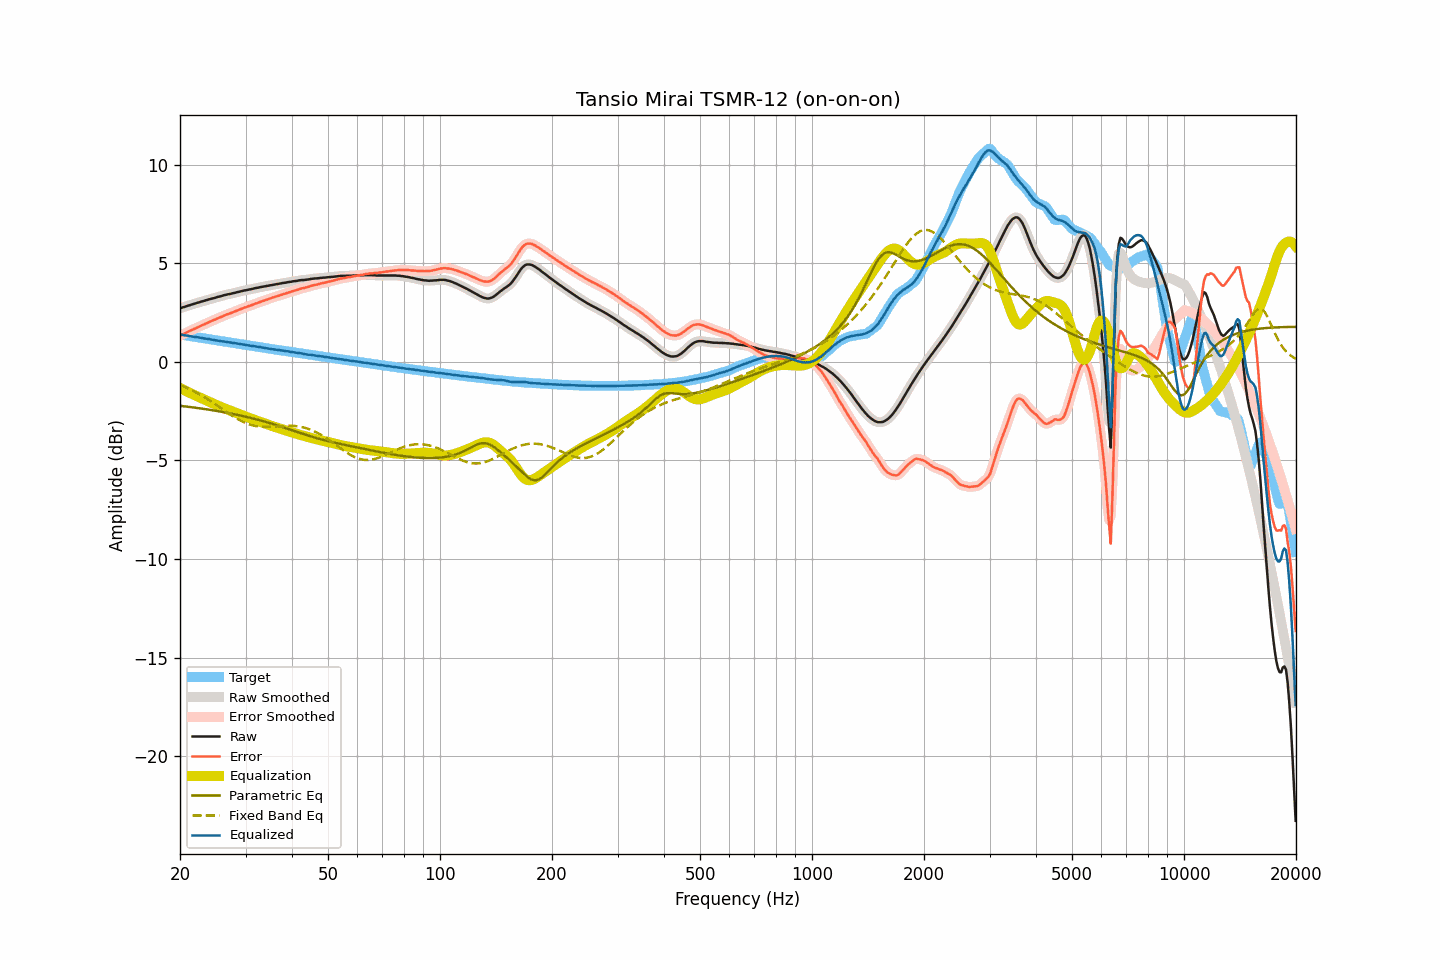 Tansio Mirai TSMR-12 (on-on-on)
10
5
0
−5
−10
−15
−20
Amplitude (dBr)
Target
Raw Smoothed
Error Smoothed
Raw
Error
Equalization
Parametric Eq
Fixed Band Eq
Equalized
20 50 100 200 500 1000 2000 5000 10000 20000
Frequency (Hz)